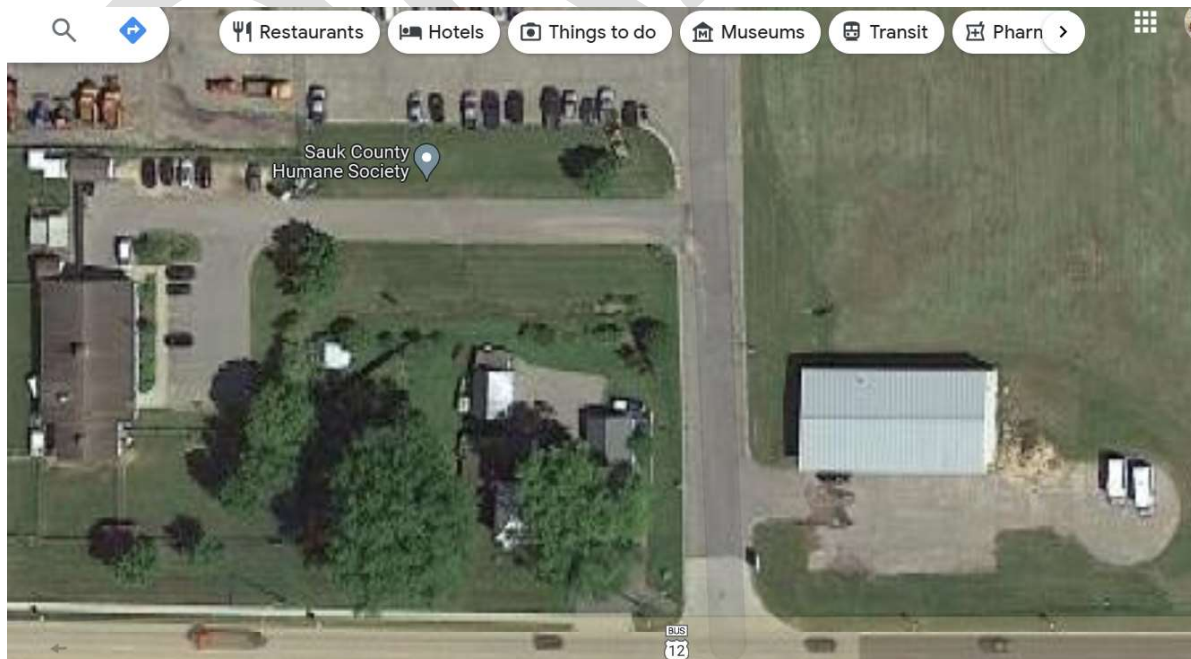 Restaurants
Hotels
Things to do
Museums
Transit
Pharn
Sauk County
Humane Society
BUS
12